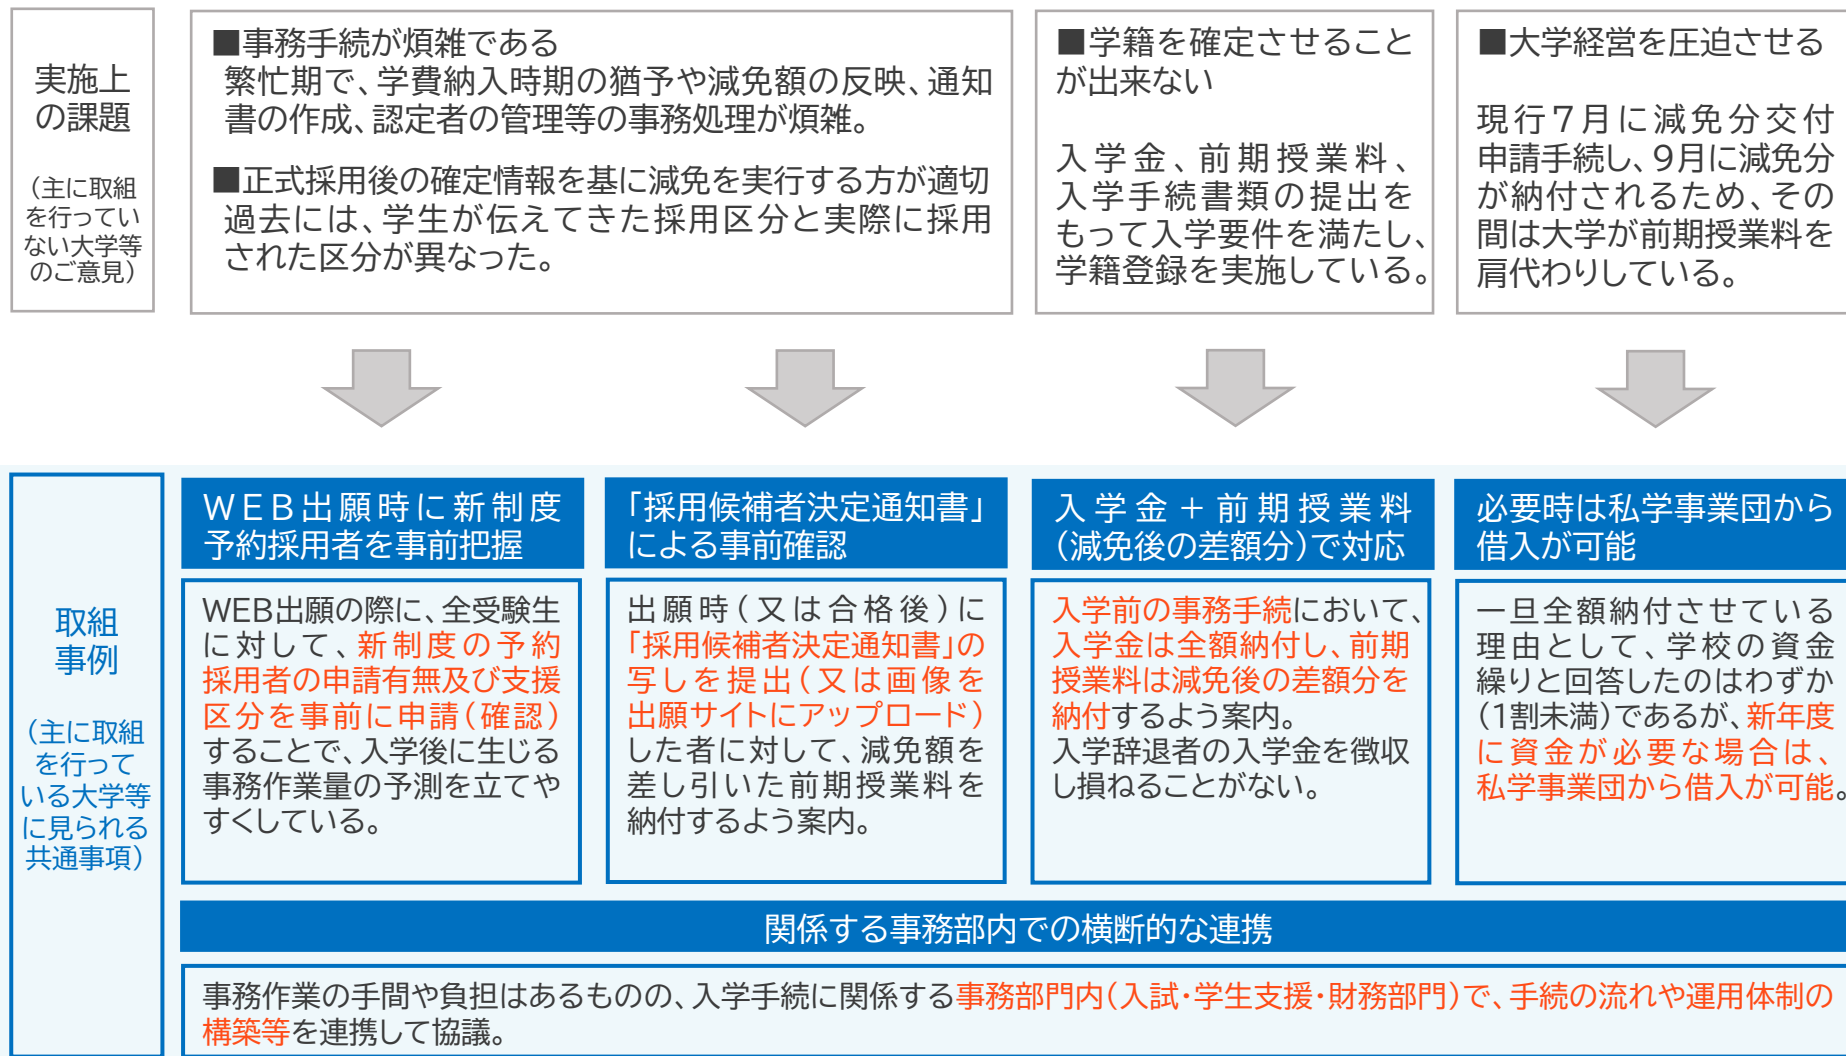 実施上
の課題
（主に取組
を行ってい
ない大学等
のご意見）
■事務手続が煩雑である
繁忙期で、学費納入時期の猶予や減免額の反映、通知
書の作成、認定者の管理等の事務処理が煩雑。
■正式採用後の確定情報を基に減免を実行する方が適切
過去には、学生が伝えてきた採用区分と実際に採用
された区分が異なった。
■学籍を確定させること
が出来ない
入学金、前期授業料、
入学手続書類の提出を
もって入学要件を満たし、
学籍登録を実施している。
■大学経営を圧迫させる
現行７月に減免分交付
申請手続し、９月に減免分
が納付されるため、その
間は大学が前期授業料を
肩代わりしている。
取組
事例
（主に取組
を行って
いる大学等
に見られる
共通事項）
ＷＥＢ出願時に新制度
予約採用者を事前把握
WEB出願の際に、全受験生
に対して、新制度の予約
採用者の申請有無及び支援
区分を事前に申請（確認）
することで、入学後に生じる
事務作業量の予測を立てや
すくしている。
「採用候補者決定通知書」
による事前確認
出願時（又は合格後）に
「採用候補者決定通知書」の
写しを提出（又は画像を
出願サイトにアップロード）
した者に対して、減免額を
差し引いた前期授業料を
納付するよう案内。
入学金＋前期授業料
（減免後の差額分）で対応
入学前の事務手続において、
入学金は全額納付し、前期
授業料は減免後の差額分を
納付するよう案内。
入学辞退者の入学金を徴収
し損ねることがない。
必要時は私学事業団から
借入が可能
一旦全額納付させている
理由として、学校の資金
繰りと回答したのはわずか
（1割未満）であるが、新年度
に資金が必要な場合は、
私学事業団から借入が可能。
関係する事務部内での横断的な連携
事務作業の手間や負担はあるものの、入学手続に関係する事務部門内（入試・学生支援・財務部門）で、手続の流れや運用体制の
構築等を連携して協議。